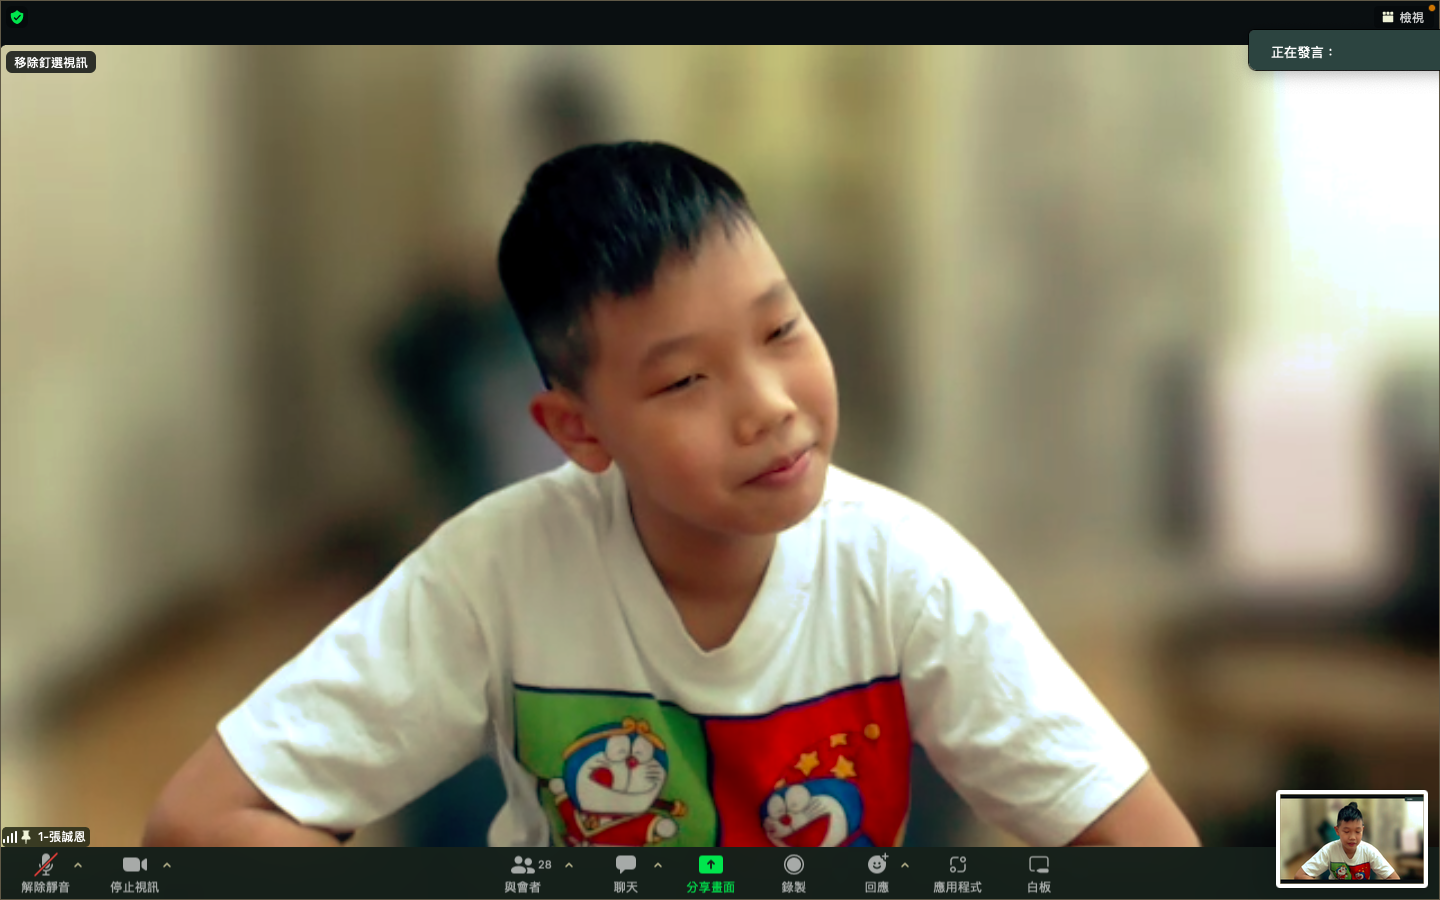 檢視
正在發言：
移除釘選視訊
1-張誠恩
解除靜音
停止視訊
28
與會者
聊天
分享畫面
錄製
回應
應用程式
白板